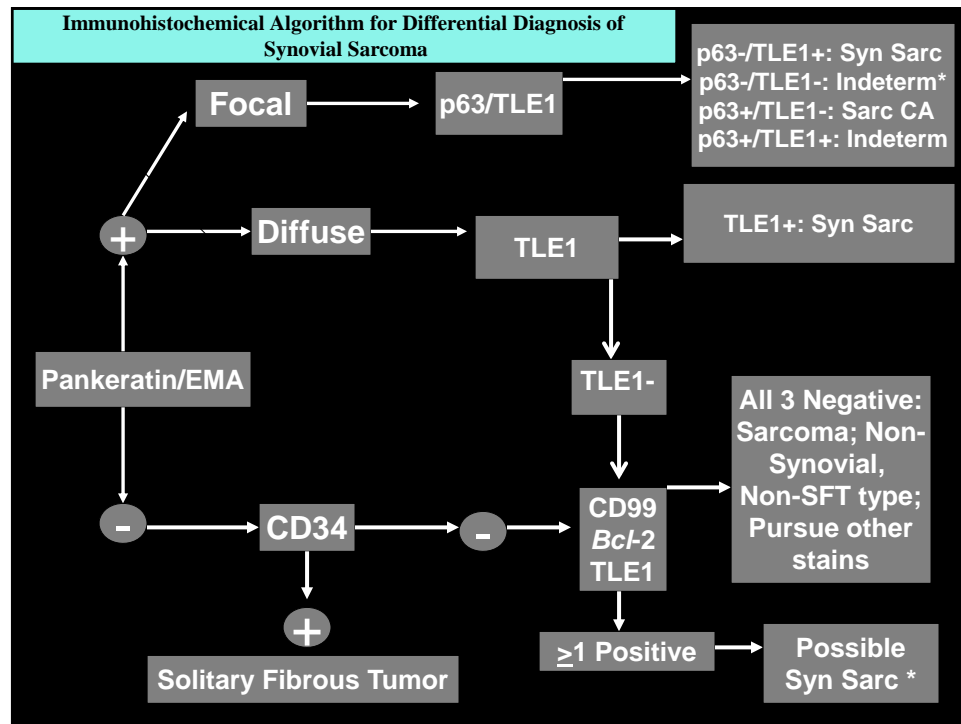 Immunohistochemical Algorithm for Differential Diagnosis of
Synovial Sarcoma
p63-/TLE1+: Syn Sarc
p63-/TLE1-: Indeterm*
p63+/TLE1-: Sarc CA
p63+/TLE1+: Indeterm
Focal
p63/TLE1
+
Diffuse
TLE1
TLE1+: Syn Sarc
Pankeratin/EMA
TLE1-
All 3 Negative:
Sarcoma; Non-
Synovial,
Non-SFT type;
Pursue other
stains
-
CD34
-
CD99
Bcl-2
TLE1
+
Solitary Fibrous Tumor
≥1 Positive
Possible
Syn Sarc *